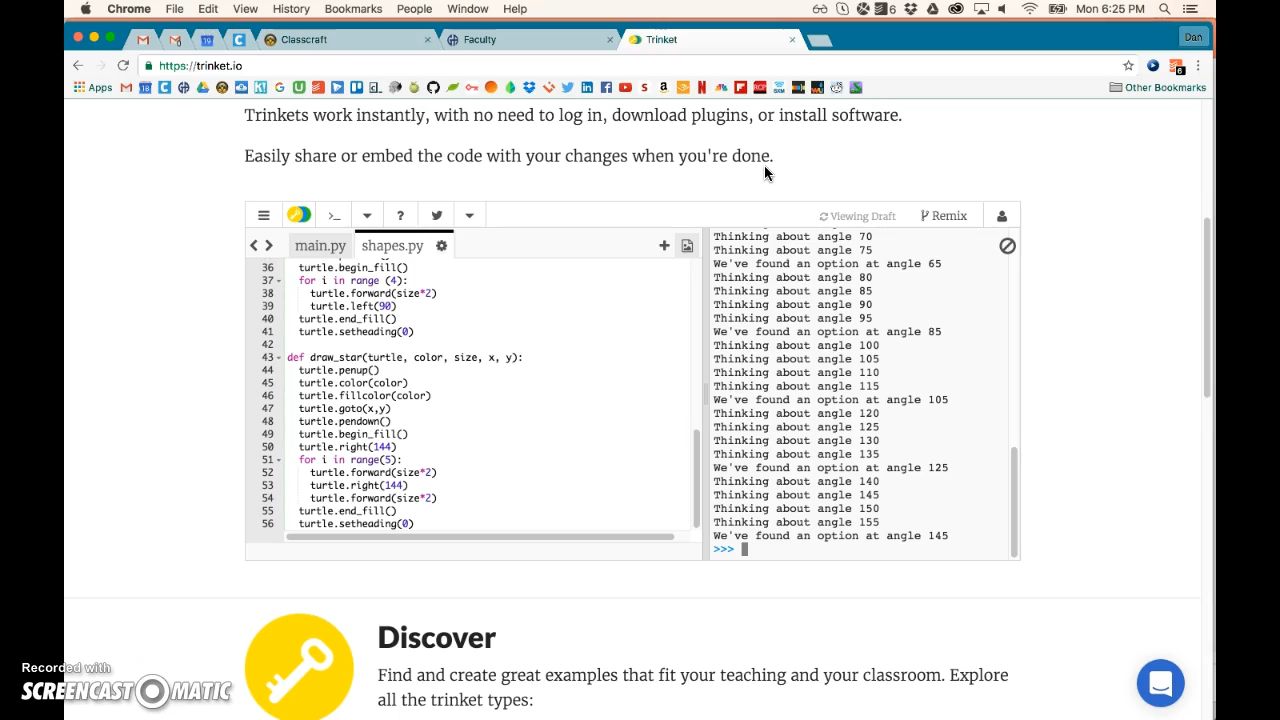 Chrome File Edit View History Bookmarks People Window Help 6 Mon 6:25 PM
Classcraft × Faculty × Trinket × Dan
https://trinket.io
Apps Other Bookmarks
Trinkets work instantly, with no need to log in, download plugins, or install software.
Easily share or embed the code with your changes when you're done.
>_ ? Viewing Draft Remix
main.py shapes.py +
36 turtle.begin_fill()
37 for i in range (4):
38 turtle.forward(size*2)
39 turtle.left(90)
40 turtle.end_fill()
41 turtle.setheading(0)
42
43 def draw_star(turtle, color, size, x, y):
44 turtle.penup()
45 turtle.color(color)
46 turtle.fillcolor(color)
47 turtle.goto(x,y)
48 turtle.pendown()
49 turtle.begin_fill()
50 turtle.right(144)
51 for i in range(5):
52 turtle.forward(size*2)
53 turtle.right(144)
54 turtle.forward(size*2)
55 turtle.end_fill()
56 turtle.setheading(0)
Thinking about angle 70
Thinking about angle 75
We've found an option at angle 65
Thinking about angle 80
Thinking about angle 85
Thinking about angle 90
Thinking about angle 95
We've found an option at angle 85
Thinking about angle 100
Thinking about angle 105
Thinking about angle 110
Thinking about angle 115
We've found an option at angle 105
Thinking about angle 120
Thinking about angle 125
Thinking about angle 130
Thinking about angle 135
We've found an option at angle 125
Thinking about angle 140
Thinking about angle 145
Thinking about angle 150
Thinking about angle 155
We've found an option at angle 145
>>>
Discover
Find and create great examples that fit your teaching and your classroom. Explore
all the trinket types:
Recorded with
SCREENCAST-O-MATIC